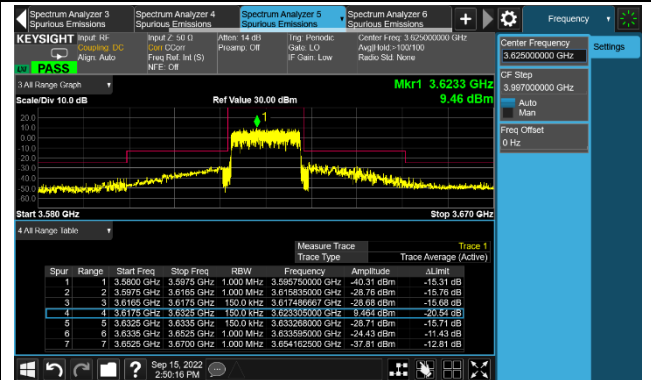 Spectrum Analyzer 3
Spurious Emissions
Spectrum Analyzer 4
Spurious Emissions
Spectrum Analyzer 5
Spurious Emissions
Spectrum Analyzer 6
Spurious Emissions
+
Frequency
KEYSIGHT
Input: RF
Coupling: DC
Align: Auto
Input Z: 50 Ω
Corr CCorr
Freq Ref: Int (S)
NFE: Off
Atten: 14 dB
Preamp: Off
Trig: Periodic
Gate: LO
IF Gain: Low
Center Freq: 3.625000000 GHz
Avg|Hold:>100/100
Radio Std: None
PASS
Center Frequency
3.625000000 GHz
Settings
CF Step
3.997000000 GHz
Auto
Man
Freq Offset
0 Hz
3 All Range Graph
Mkr1 3.6233 GHz
Scale/Div 10.0 dB
Ref Value 30.00 dBm
9.46 dBm
20.0
10.0
0.00
-10.0
-20.0
-30.0
-40.0
-50.0
-60.0
1
Start 3.580 GHz
Stop 3.670 GHz
4 All Range Table
Measure Trace Trace 1
Trace Type Trace Average (Active)
Spur Range Start Freq Stop Freq RBW Frequency Amplitude ΔLimit
1 1 3.5800 GHz 3.5975 GHz 1.000 MHz 3.595750000 GHz -40.31 dBm -15.31 dB
2 2 3.5975 GHz 3.6165 GHz 1.000 MHz 3.615835000 GHz -28.76 dBm -15.76 dB
3 3 3.6165 GHz 3.6175 GHz 150.0 kHz 3.617486667 GHz -28.68 dBm -15.68 dB
4 4 3.6175 GHz 3.6325 GHz 150.0 kHz 3.623305000 GHz 9.464 dBm -20.54 dB
5 5 3.6325 GHz 3.6335 GHz 150.0 kHz 3.633268000 GHz -28.71 dBm -15.71 dB
6 6 3.6335 GHz 3.6525 GHz 1.000 MHz 3.633595000 GHz -24.43 dBm -11.43 dB
7 7 3.6525 GHz 3.6700 GHz 1.000 MHz 3.654162500 GHz -37.81 dBm -12.81 dB
?
Sep 15, 2022
2:50:16 PM